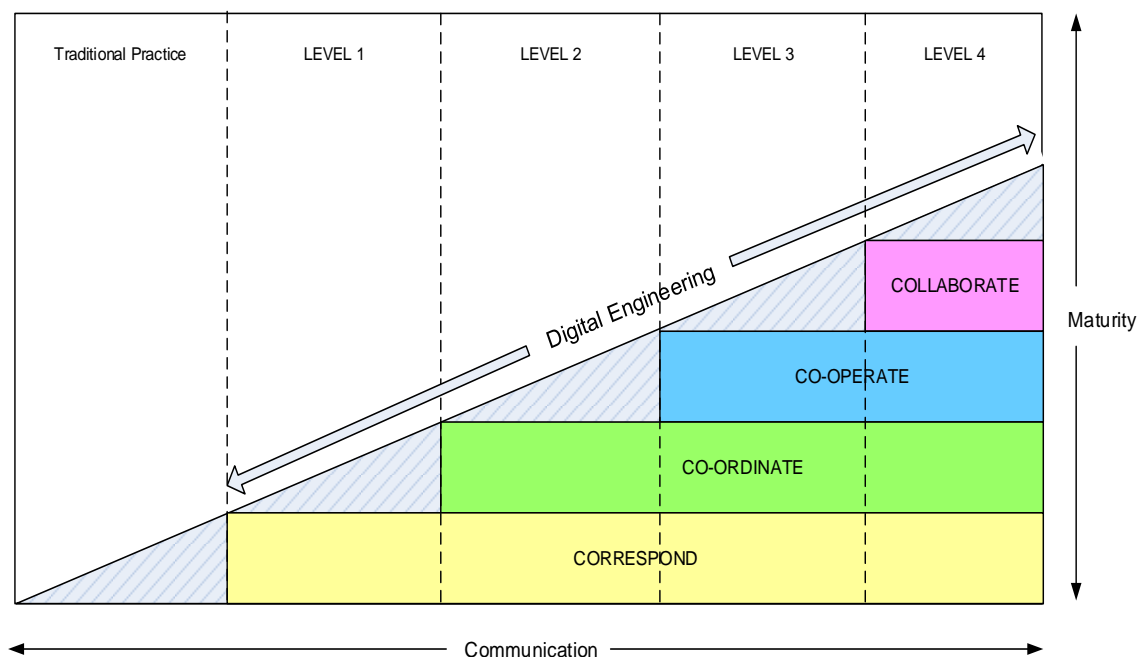 Traditional Practice
LEVEL 1
LEVEL 2
LEVEL 3
LEVEL 4
Digital Engineering
COLLABORATE
Maturity
CO-OPERATE
CO-ORDINATE
CORRESPOND
Communication